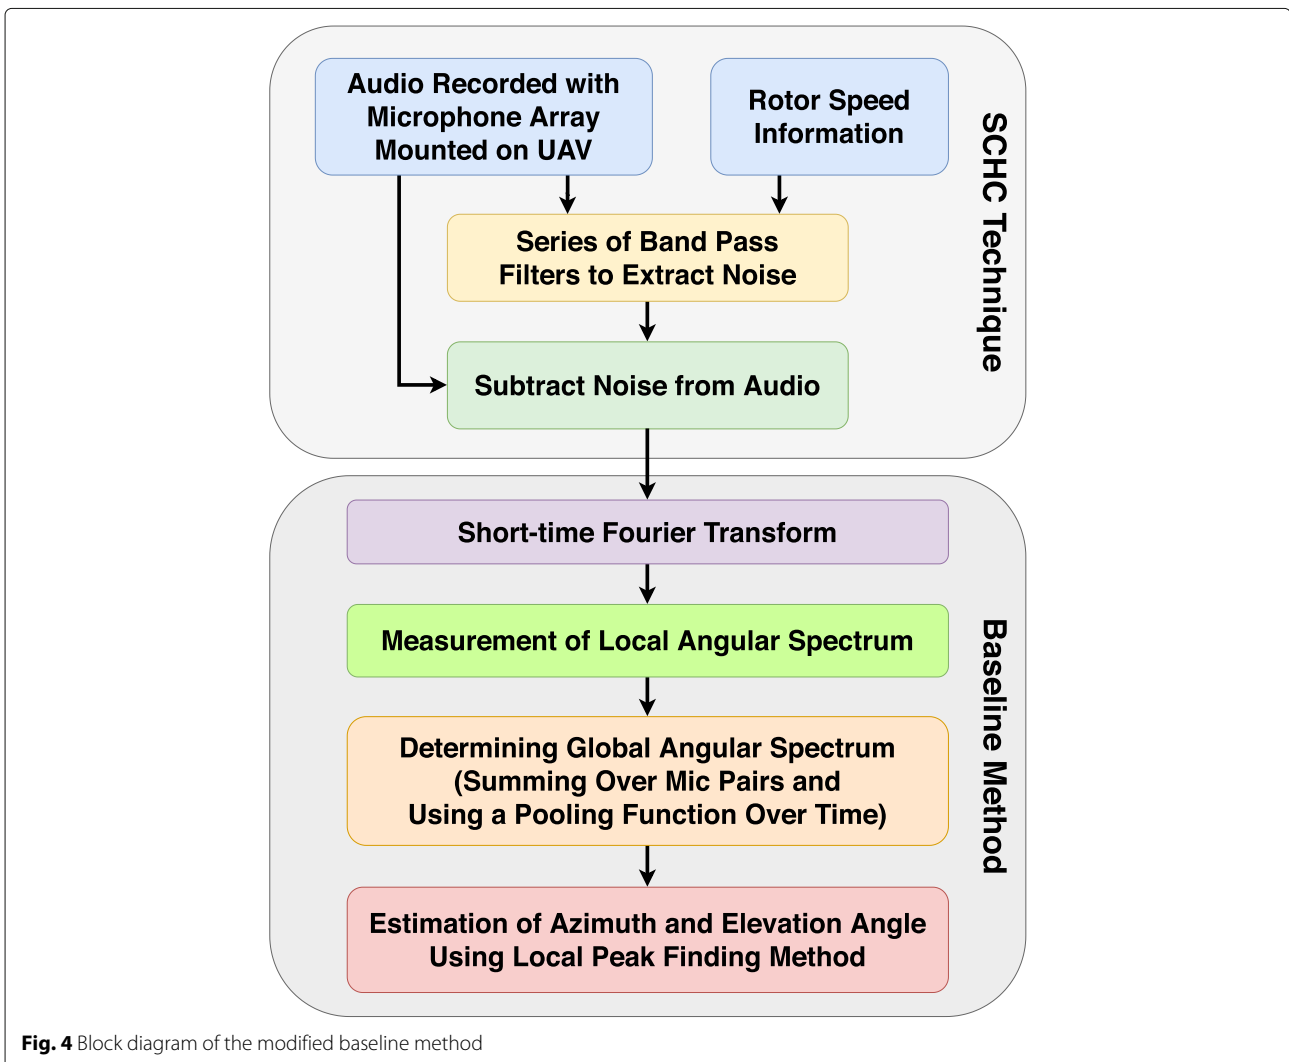 Audio Recorded with
Microphone Array
Mounted on UAV
Rotor Speed
Information
SCHC Technique
Series of Band Pass
Filters to Extract Noise
Subtract Noise from Audio
Short-time Fourier Transform
Measurement of Local Angular Spectrum
Baseline Method
Determining Global Angular Spectrum
(Summing Over Mic Pairs and
Using a Pooling Function Over Time)
Estimation of Azimuth and Elevation Angle
Using Local Peak Finding Method
Fig. 4 Block diagram of the modified baseline method